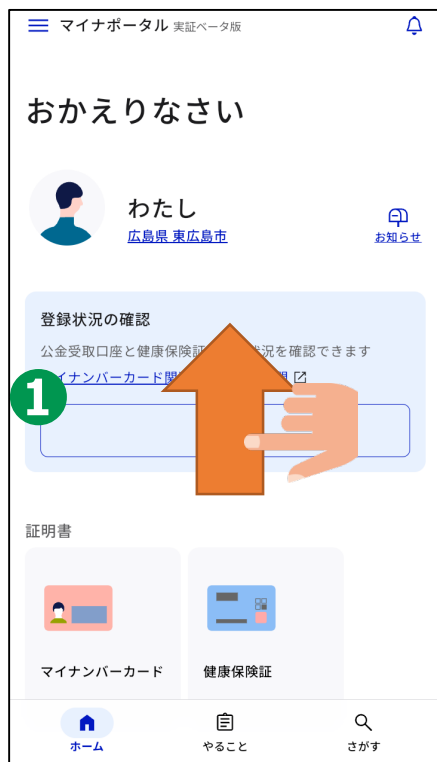 マイナポータル 実証ベータ版
おかえりなさい
わたし
広島県 東広島市
お知らせ
登録状況の確認
公金受取口座と健康保険証 状況を確認できます
イナンバーカード関
1
証明書
マイナンバーカード
健康保険証
ホーム
やること
さがす